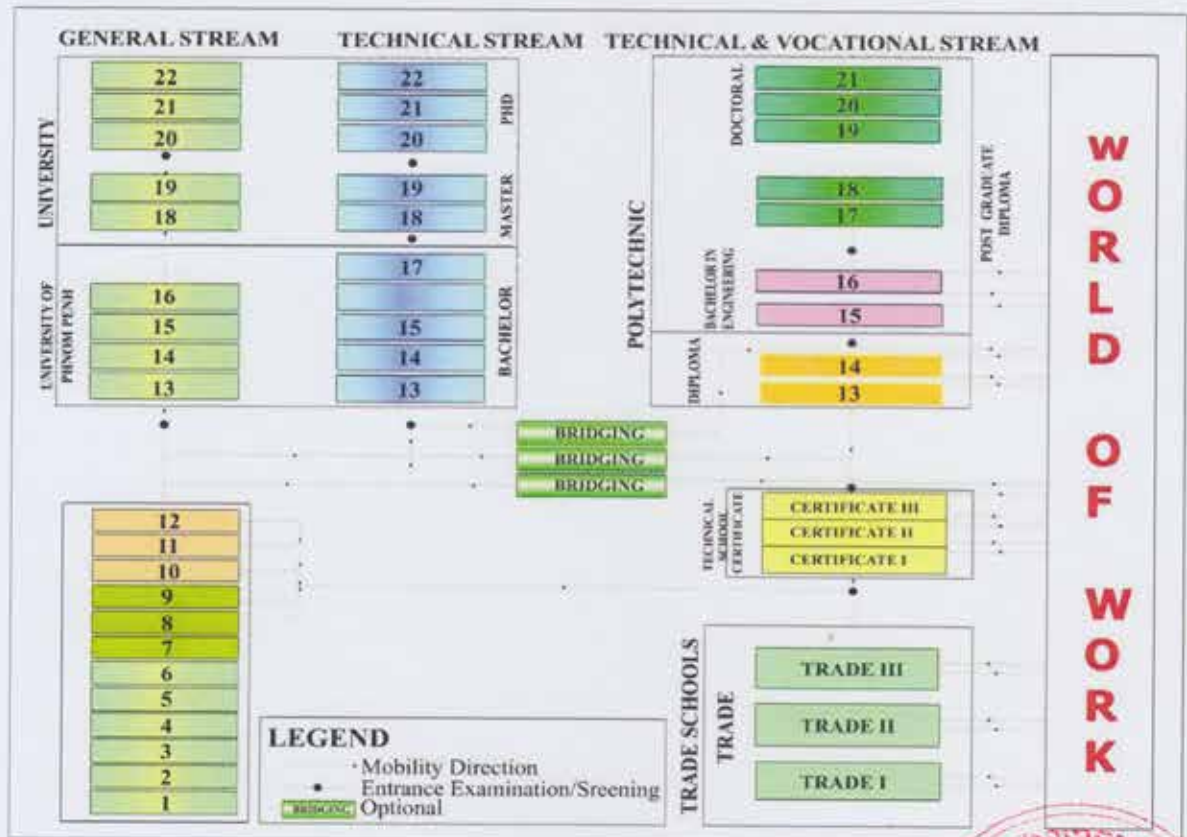 GENERAL STREAM
TECHNICAL STREAM
TECHNICAL & VOCATIONAL STREAM
UNIVERSITY
22
21
20
19
18
UNIVERSITY OF
PHNOM PENH
16
15
14
13
22
21
20
PHD
19
18
MASTER
17
15
14
13
BACHELOR
POLYTECHNIC
DOCTORAL
21
20
19
18
17
POST GRADUATE
DIPLOMA
BACHELOR IN
ENGINEERING
16
15
DIPLOMA
14
13
BRIDGING
BRIDGING
BRIDGING
12
11
10
9
8
7
6
5
4
3
2
1
TECHNICAL
SCHOOL
CERTIFICATE
CERTIFICATE III
CERTIFICATE II
CERTIFICATE I
TRADE SCHOOLS
TRADE
TRADE III
TRADE II
TRADE I
LEGEND
Mobility Direction
Entrance Examination/Sreening
BRIDGING Optional
WORLD OF WORK